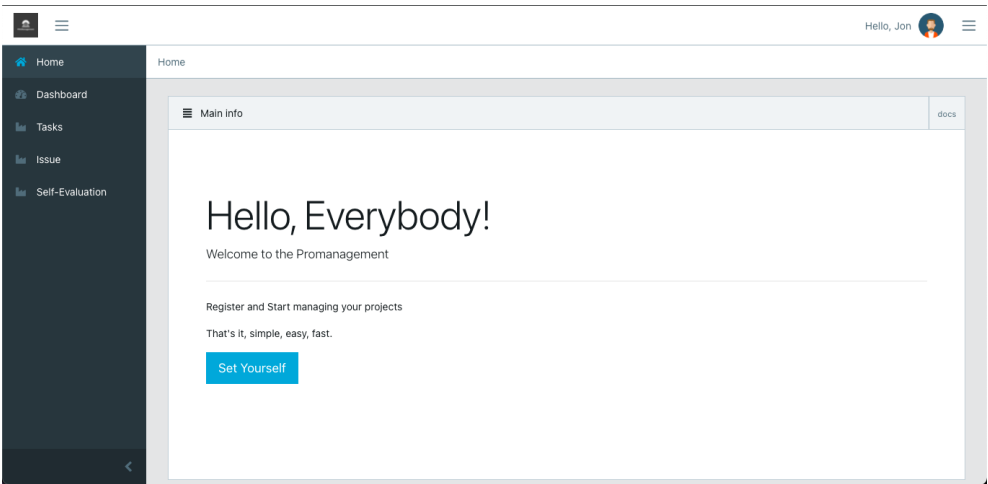 Hello, Jon
Home
Dashboard
Tasks
Issue
Self-Evaluation
Home
Main info
docs
Hello, Everybody!
Welcome to the Promanagement
Register and Start managing your projects
That's it, simple, easy, fast.
Set Yourself